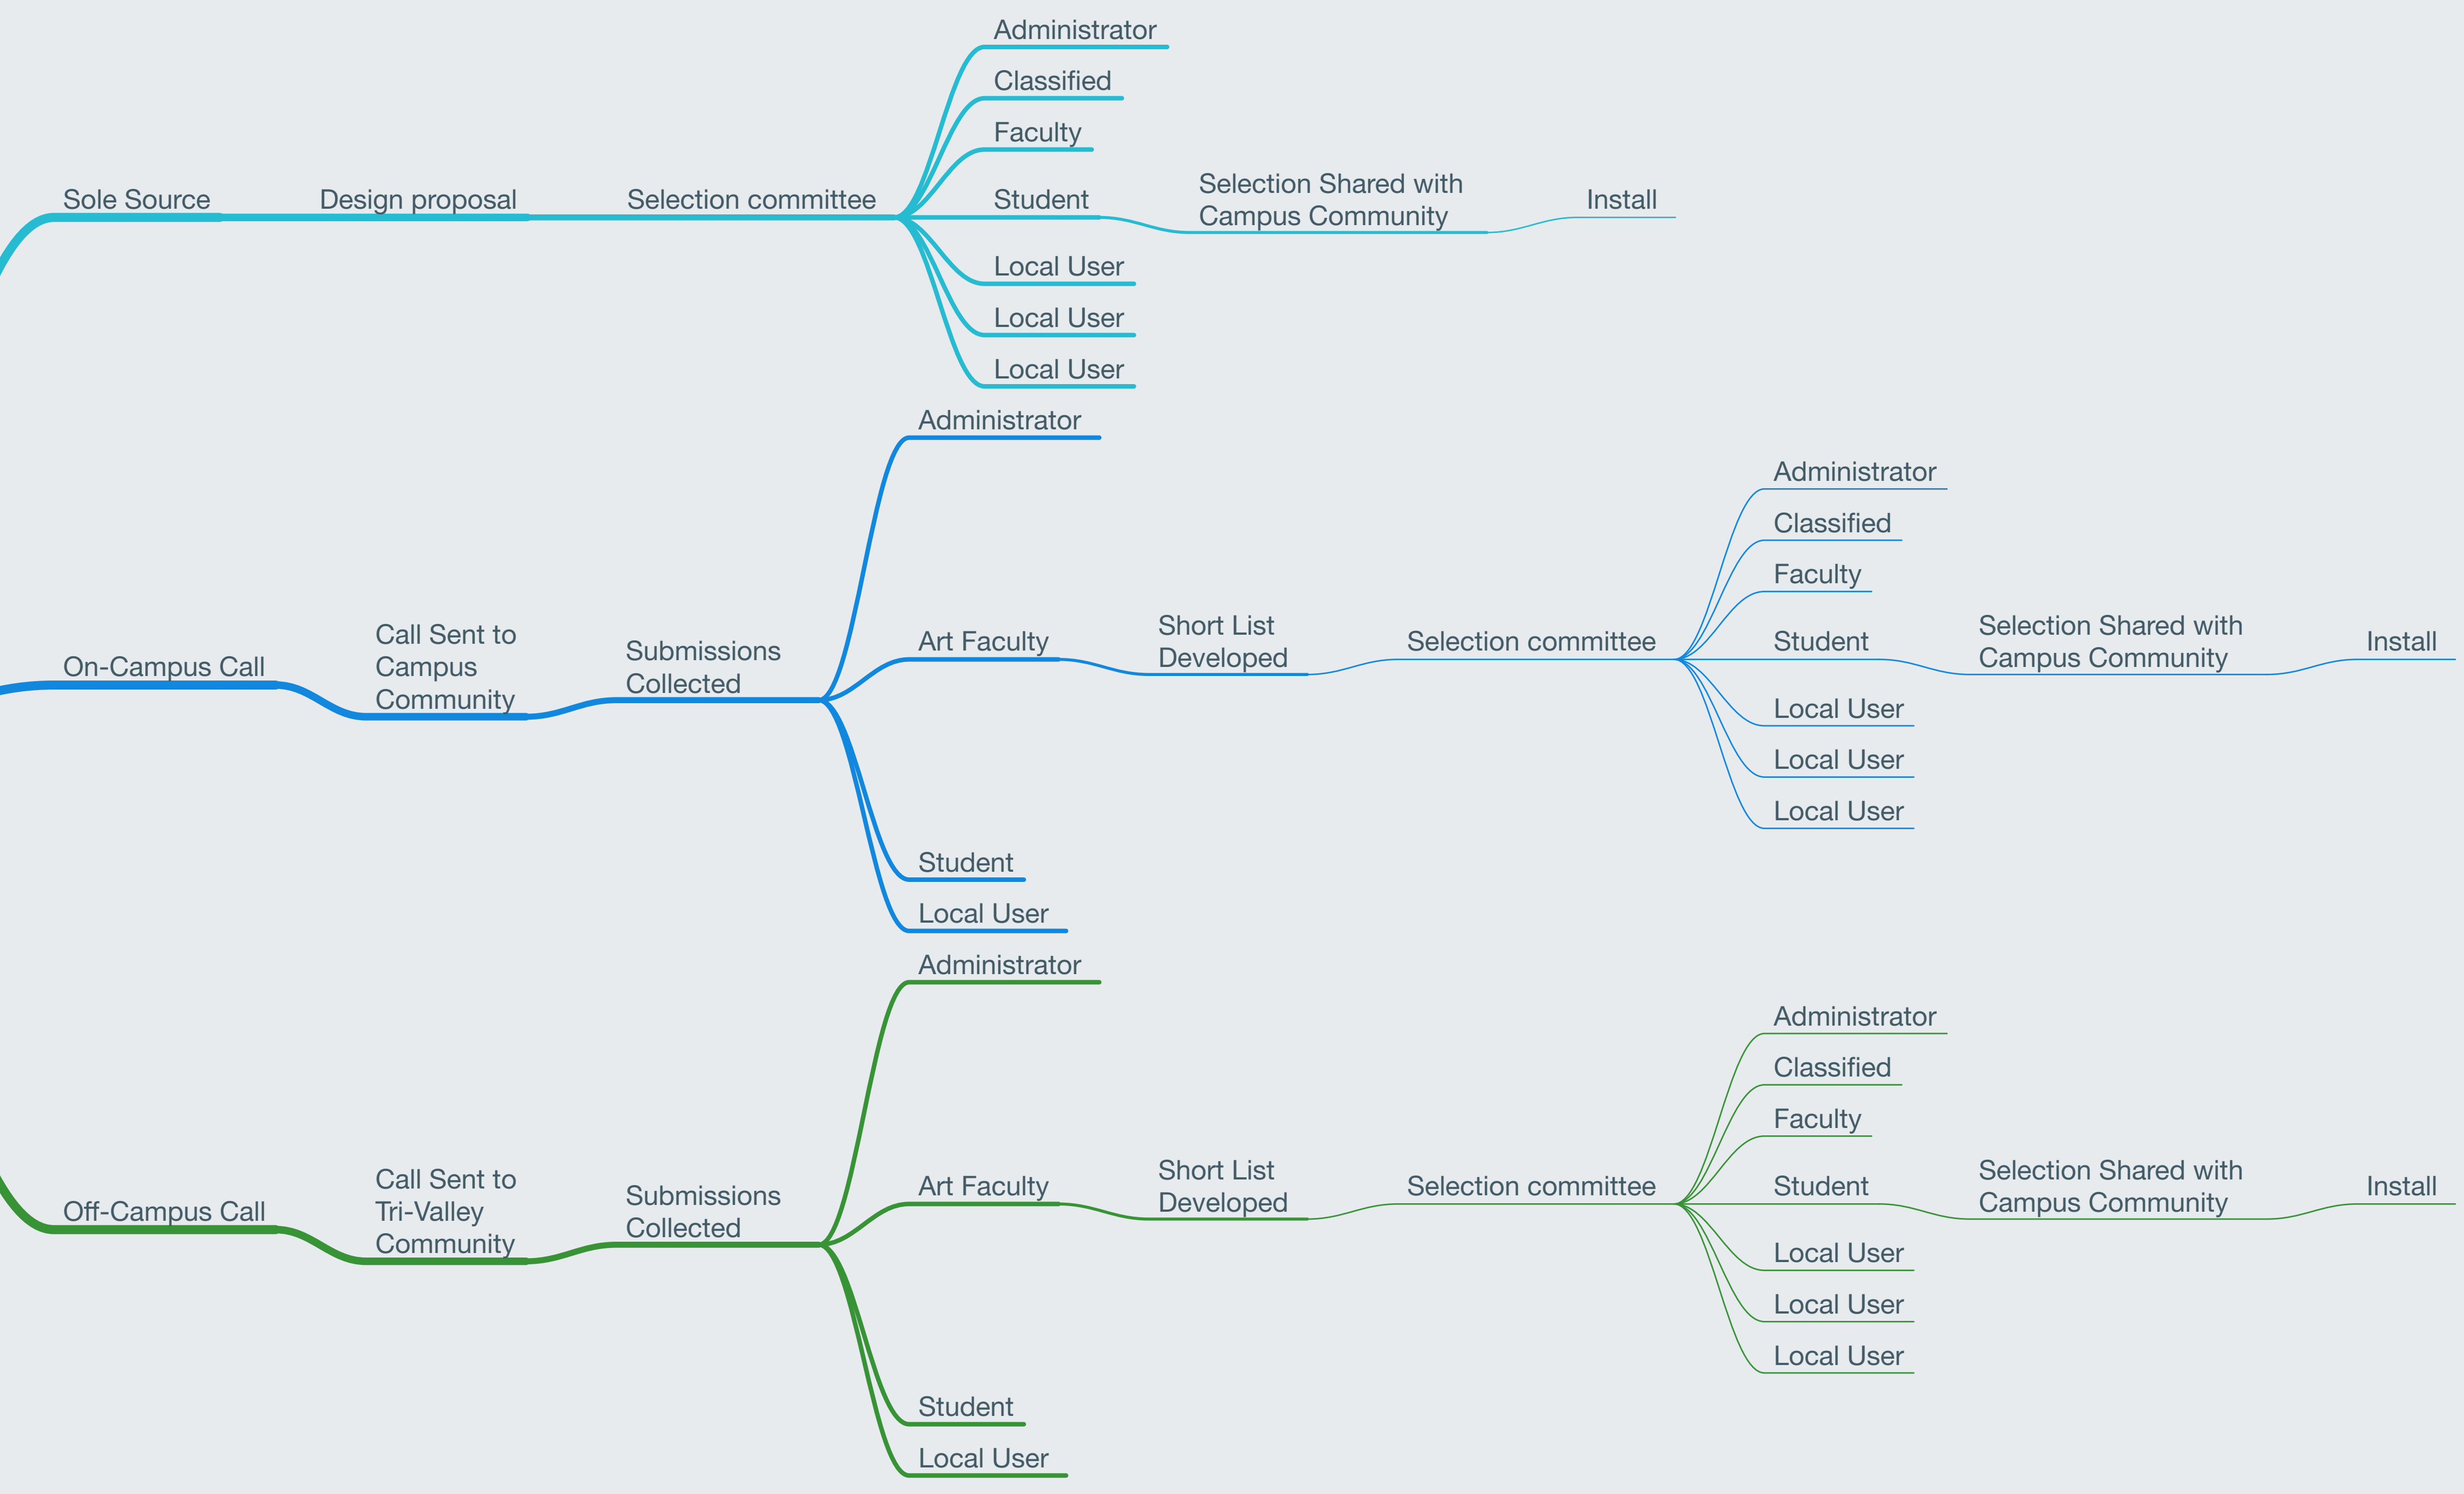 Sole Source
Design proposal
Selection committee
Administrator
Classified
Faculty
Student
Selection Shared with
Campus Community
Install
Local User
Local User
Local User
On-Campus Call
Call Sent to
Campus
Community
Submissions
Collected
Administrator
Art Faculty
Short List
Developed
Selection committee
Administrator
Classified
Faculty
Student
Selection Shared with
Campus Community
Install
Local User
Local User
Local User
Student
Local User
Off-Campus Call
Call Sent to
Tri-Valley
Community
Submissions
Collected
Administrator
Art Faculty
Short List
Developed
Selection committee
Administrator
Classified
Faculty
Student
Selection Shared with
Campus Community
Install
Local User
Local User
Local User
Student
Local User